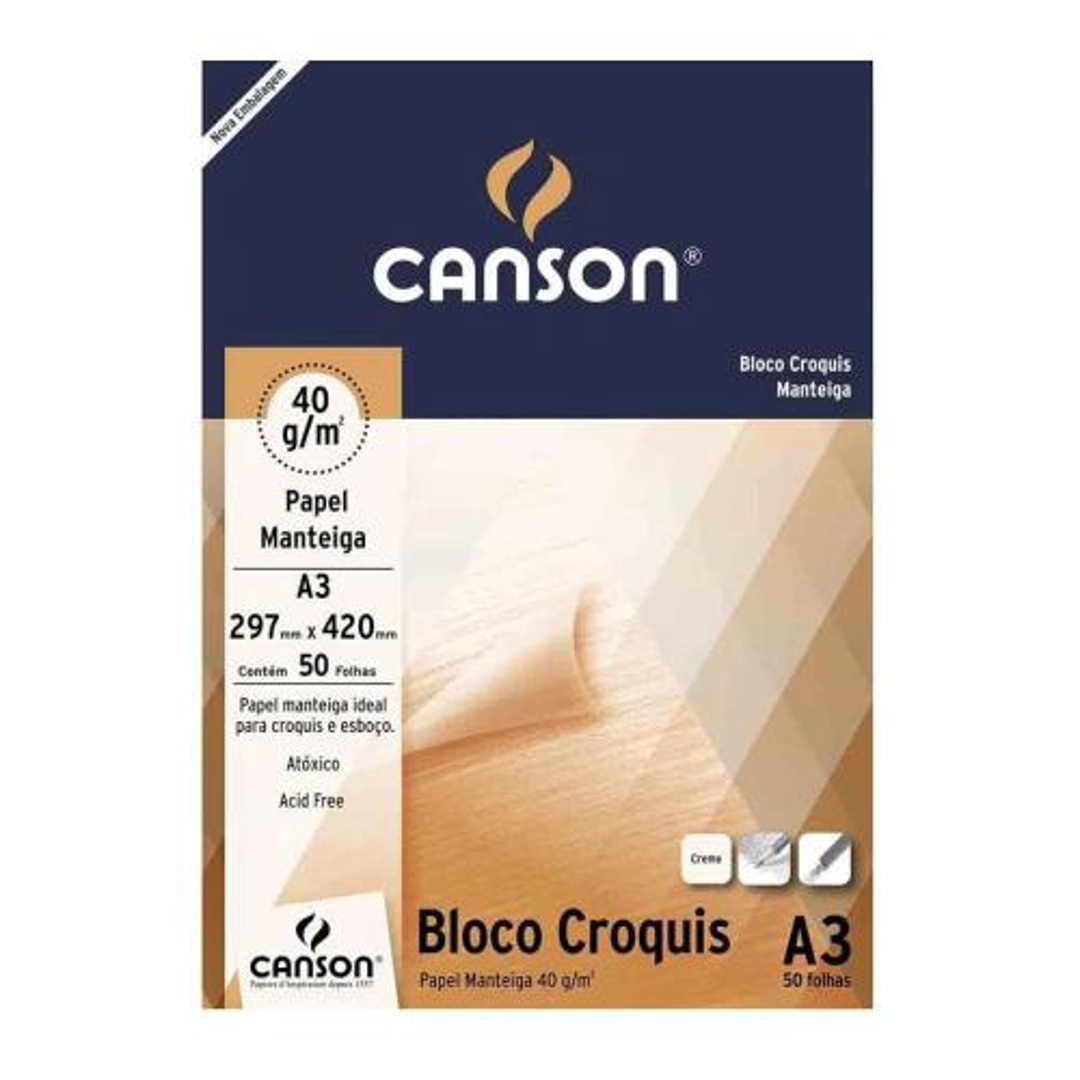 Nova Embalagem
CANSON®
Bloco Croquis
Manteiga
40
g/m²
Papel
Manteiga
A3
297mm x 420mm
Contém 50 Folhas
Papel manteiga ideal
para croquis e esboço.
Atóxico
Acid Free
Creme
CANSON®
Bloco Croquis
Papel Manteiga 40 g/m²
A3
50 folhas